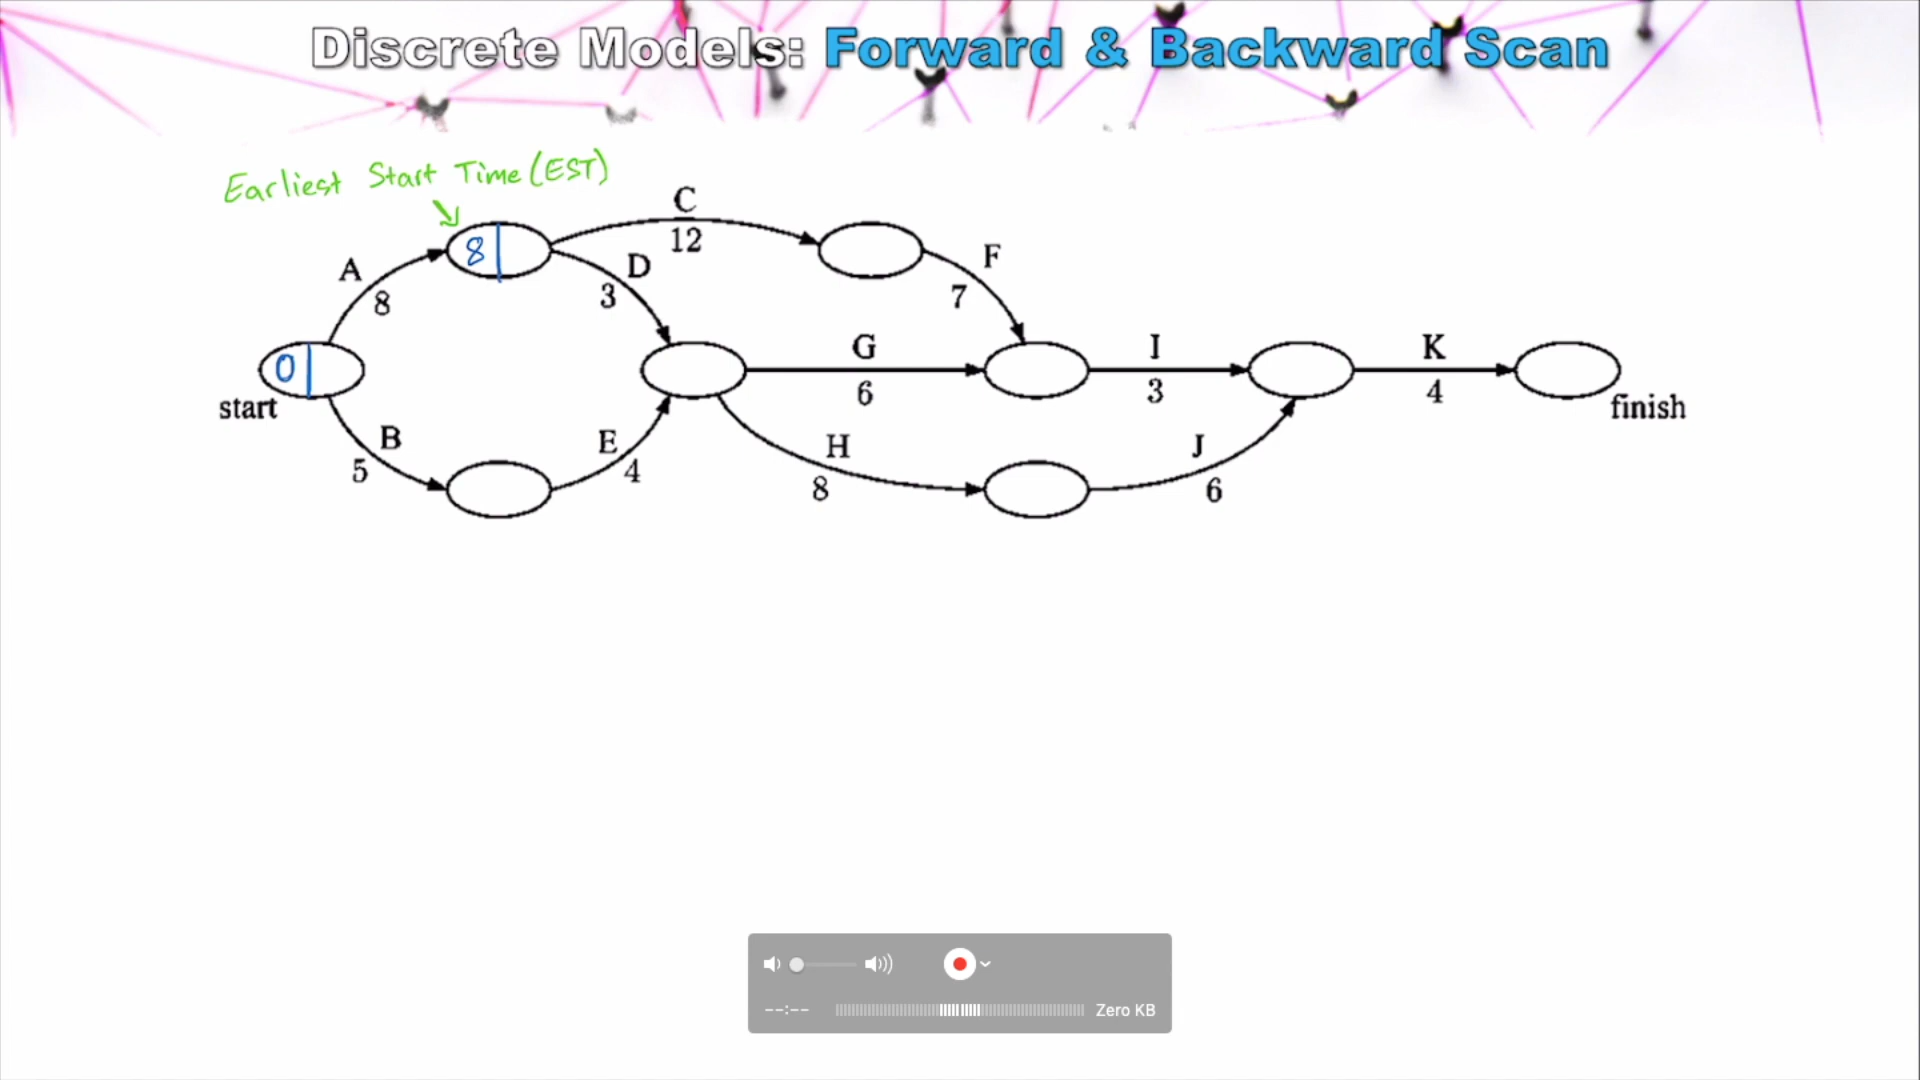 Discrete Models: Forward & Backward Scan
Earliest Start Time (EST)
C
12
8
F
7
A
8
D
3
0
G
6
I
3
K
4
start
finish
B
5
E
4
H
8
J
6
--:--
Zero KB